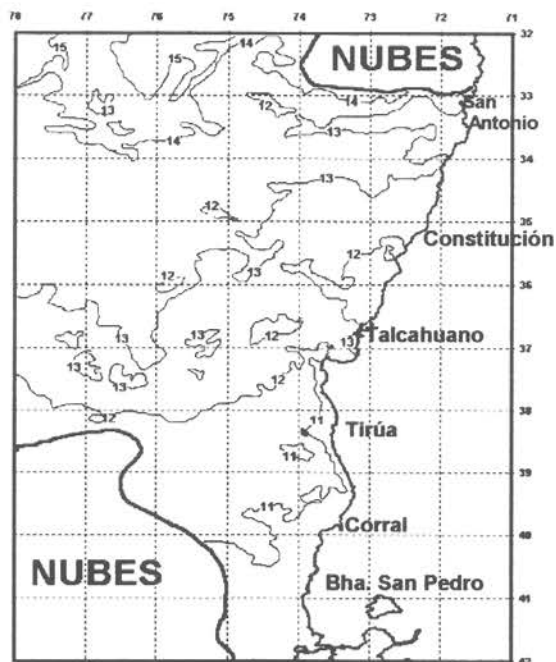 78 77 76 75 74 73 72 71
32
15 15 14 NUBES
33
13 12 14 San
13 Antonio
14
34
13
12
35
12 Constitución
13
12
36
13 13 12 13 Talcahuano
37
13 13 12
12
38
11 Tirúa
11
39
11
Corral
40
NUBES
Bha. San Pedro
41